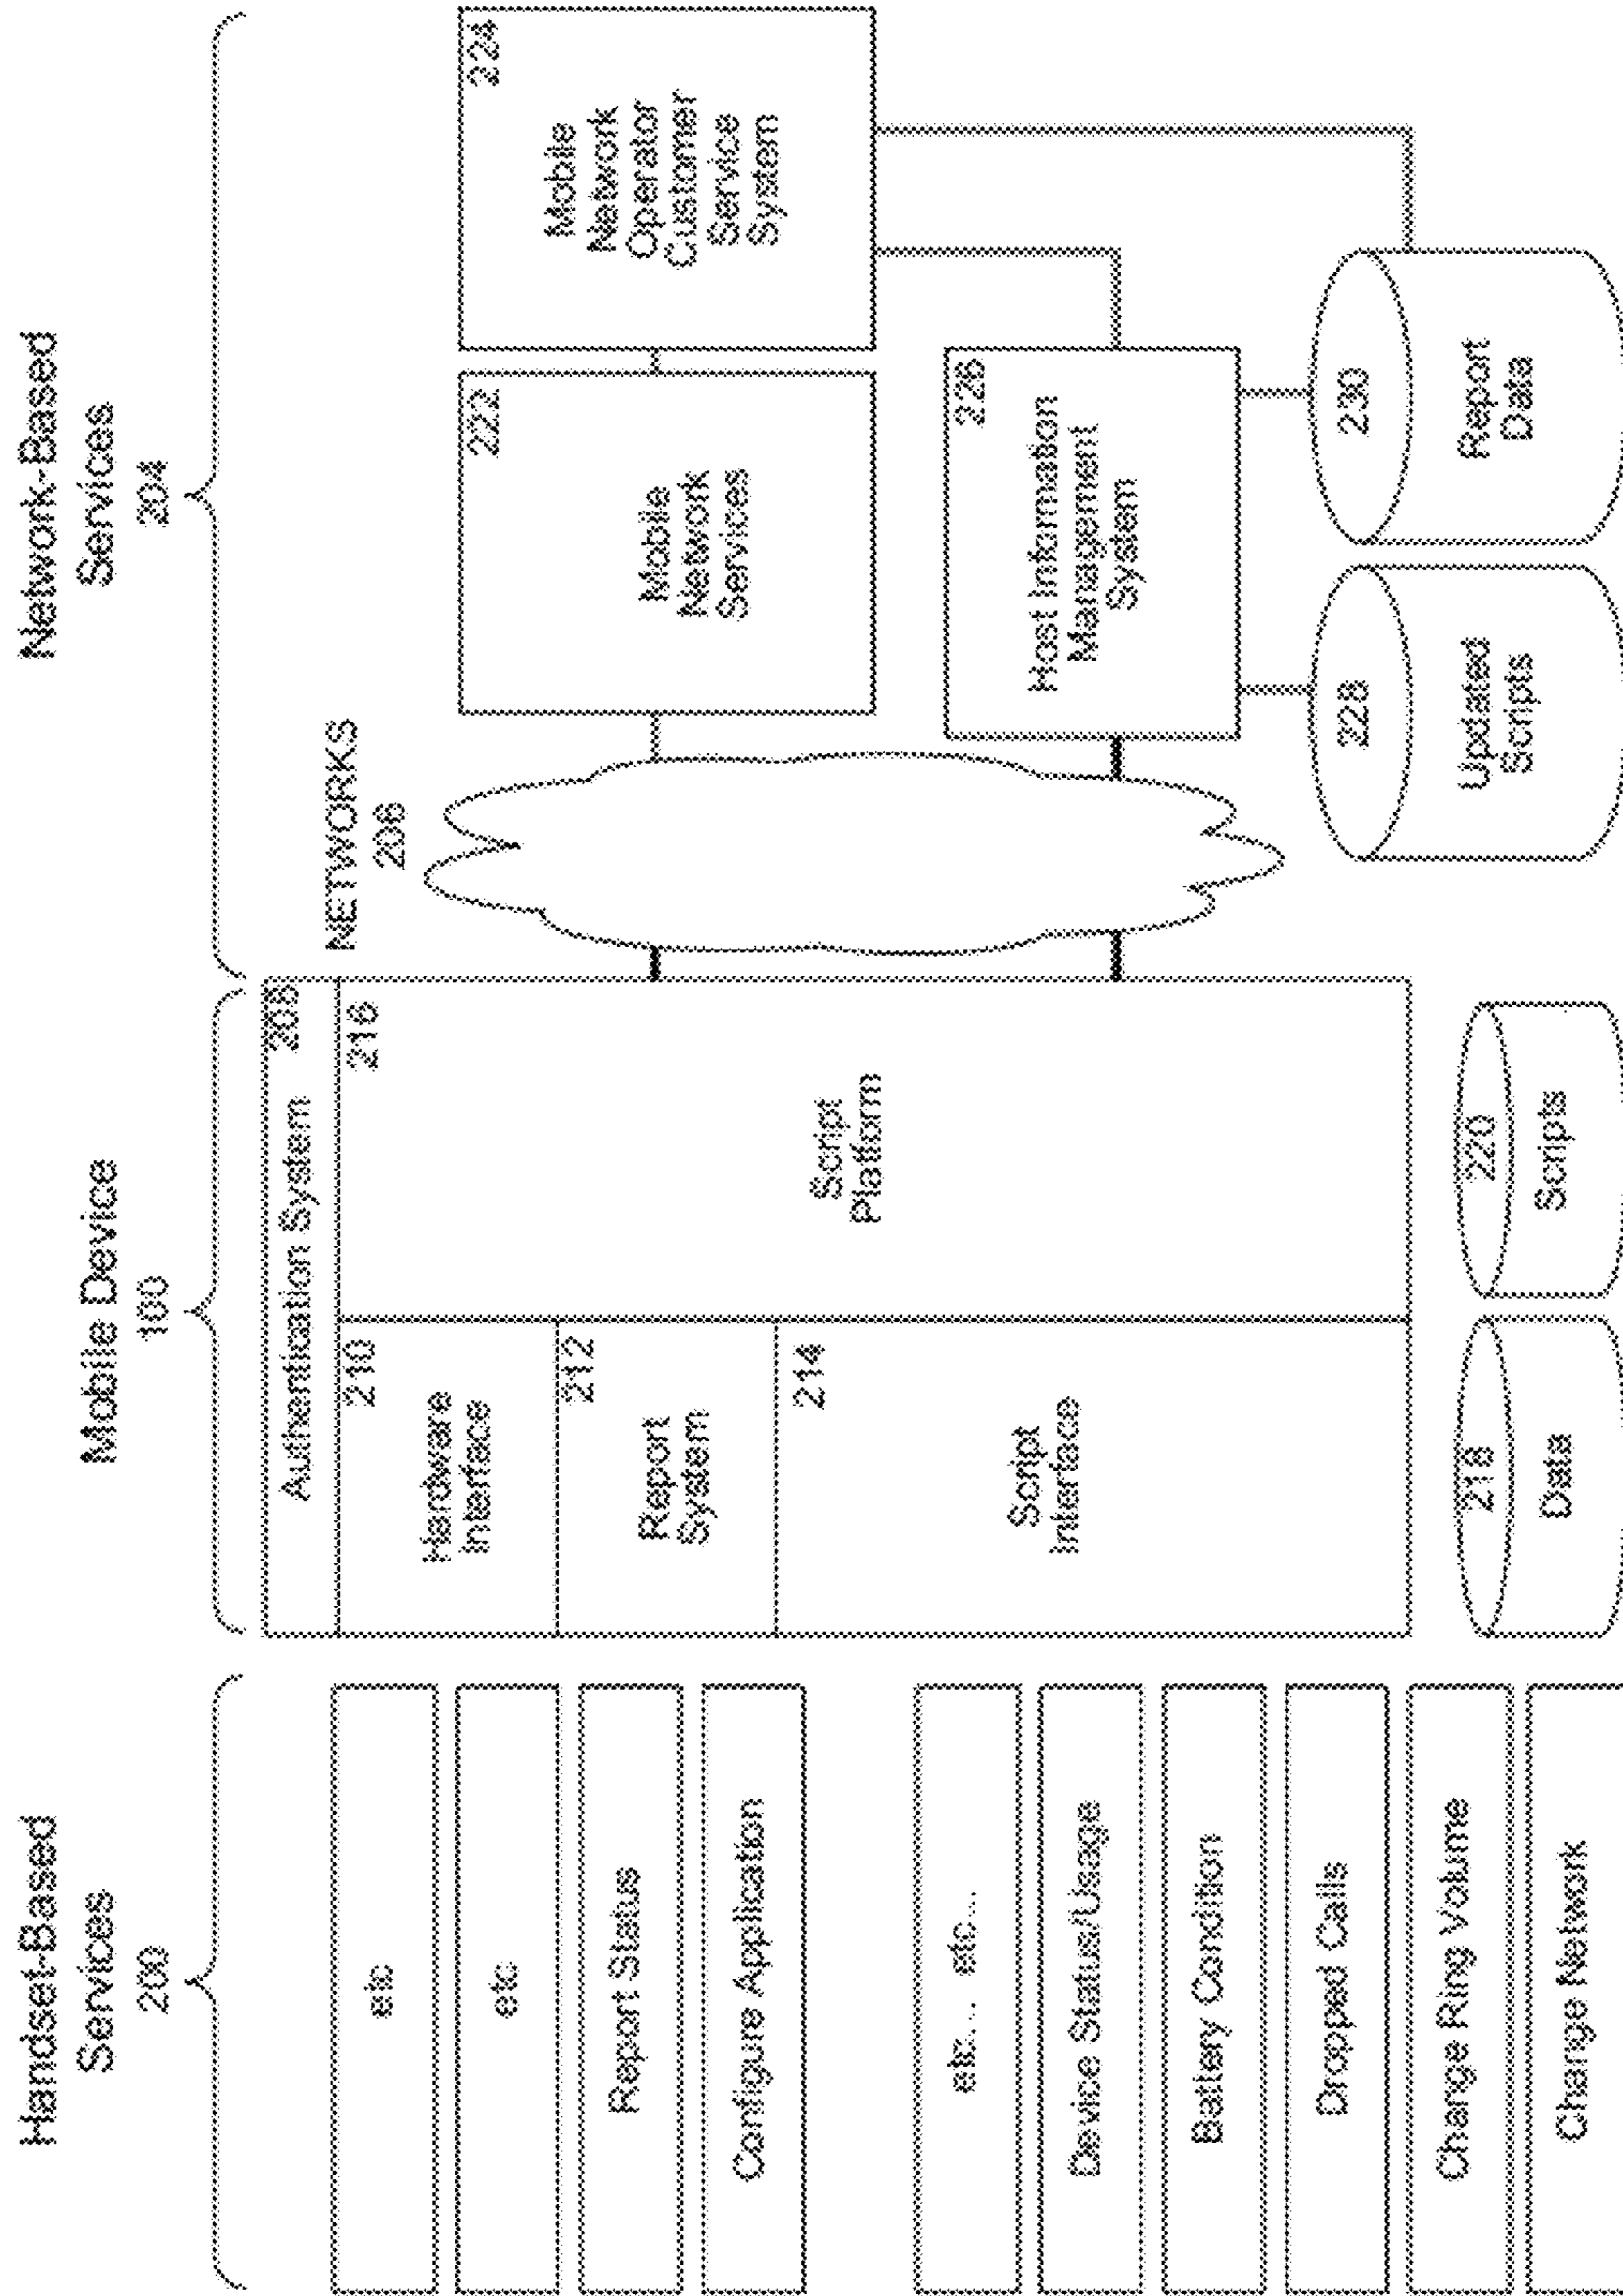 Handset-Based
Services
200
Mobile Device
100
Network-Based
Services
204
etc
etc
Report Status
Configure Application
etc... etc...
Device Status/Usage
Battery Condition
Dropped Calls
Change Ring Volume
Change Network
Authentication System
208
Hardware
Interface
210
Report
System
212
Script
Interface
214
Script
Platform
216
Data
218
Scripts
220
NETWORKS
206
Mobile
Network
Services
222
Mobile
Network
Operator
Customer
Service
System
224
Host Information
Management
System
226
228
Updated
Scripts
230
Report
Data